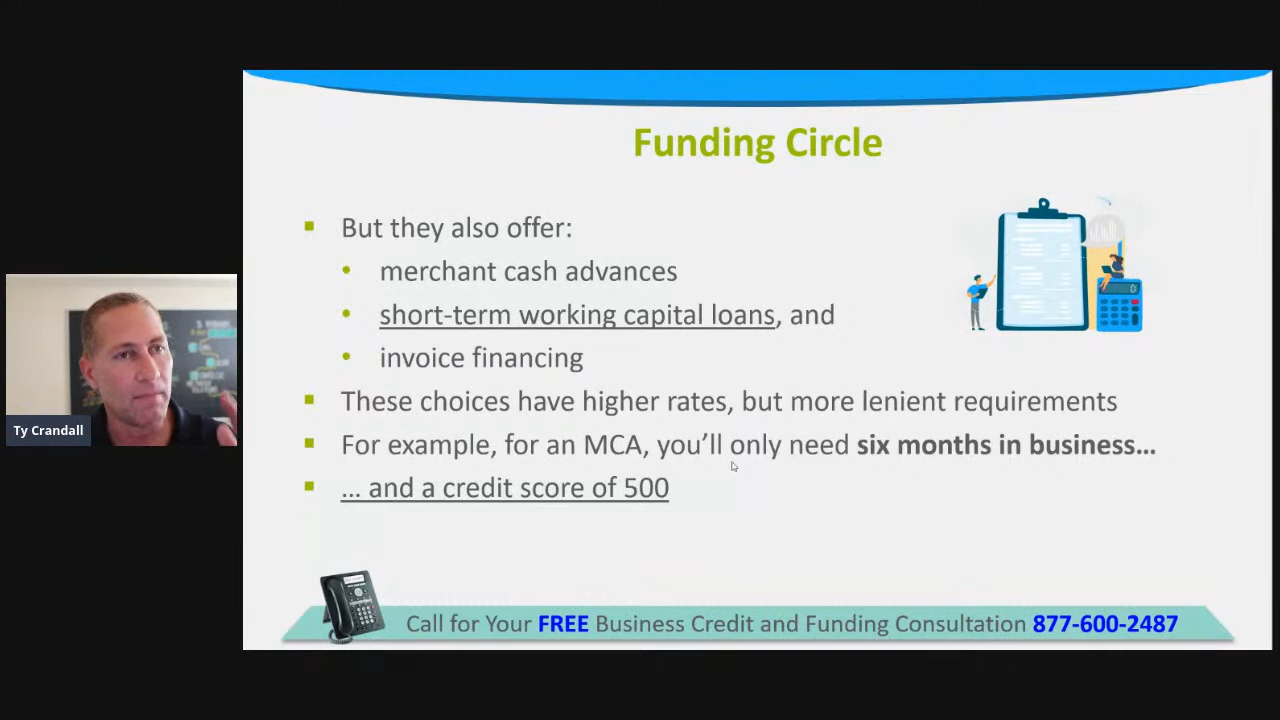 Funding Circle
But they also offer:
merchant cash advances
short-term working capital loans, and
invoice financing
These choices have higher rates, but more lenient requirements
For example, for an MCA, you’ll only need six months in business…
… and a credit score of 500
Ty Crandall
Call for Your FREE Business Credit and Funding Consultation 877-600-2487